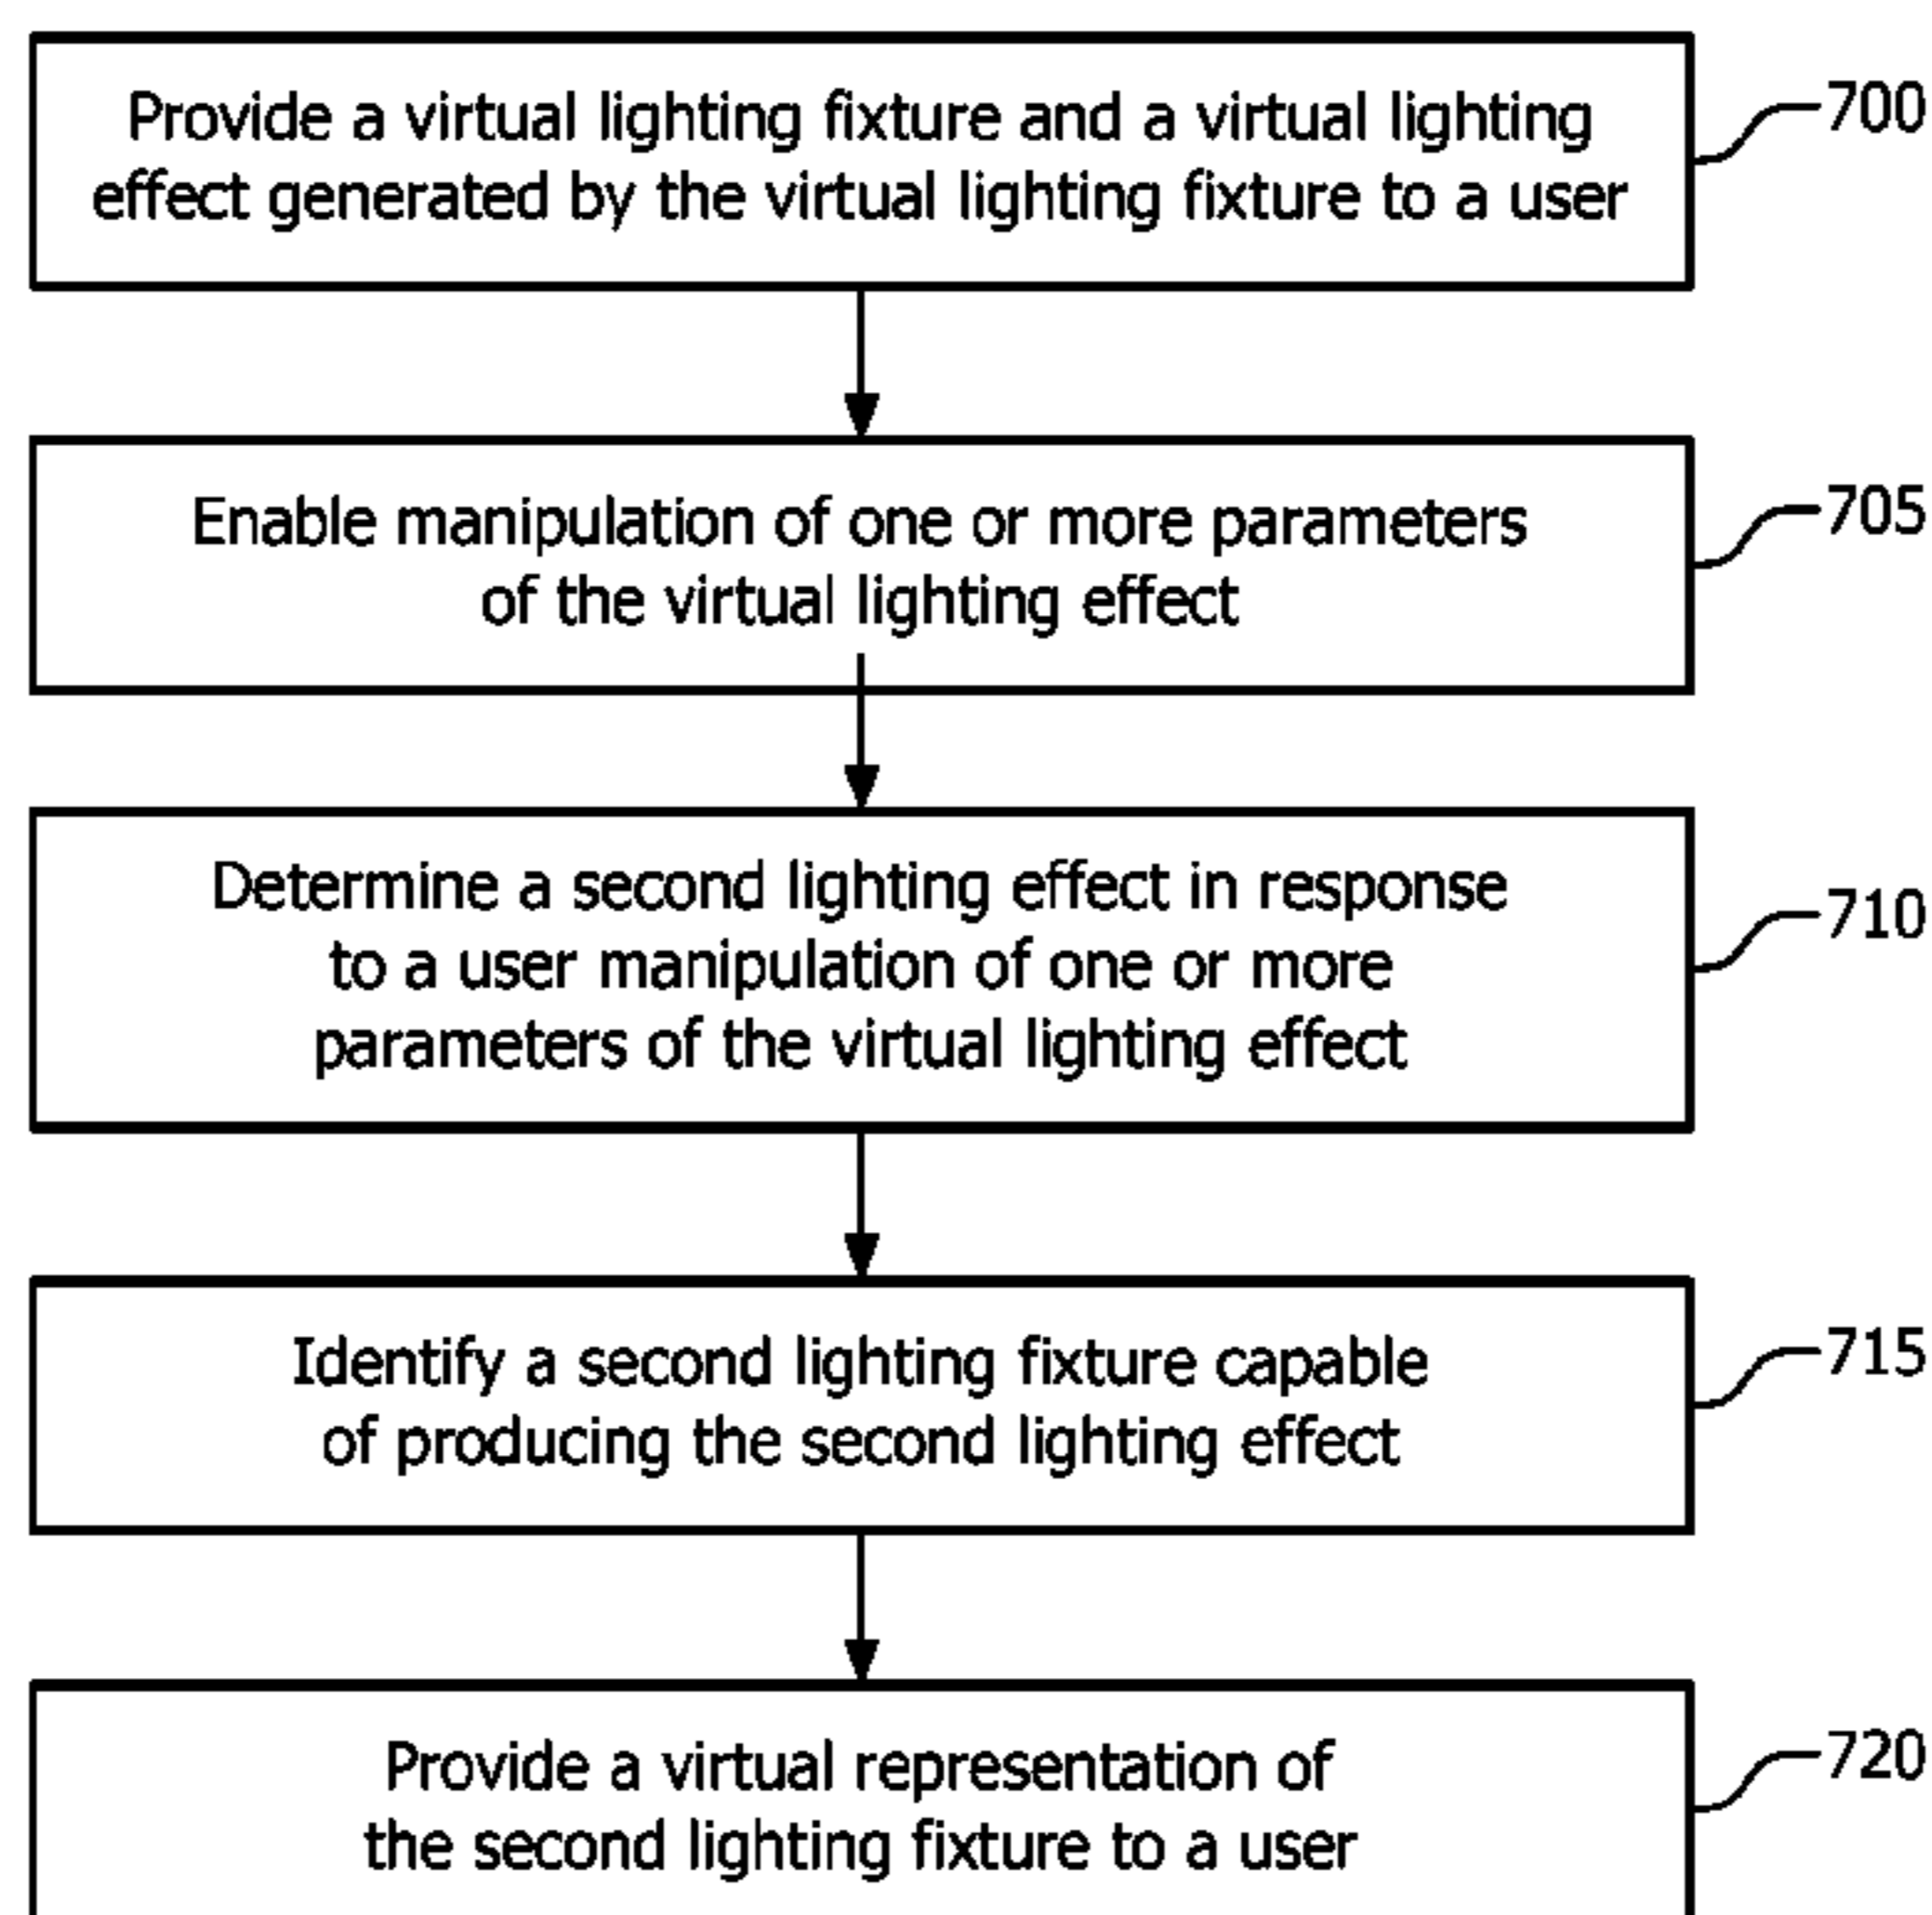 Provide a virtual lighting fixture and a virtual lighting
effect generated by the virtual lighting fixture to a user
700
Enable manipulation of one or more parameters
of the virtual lighting effect
705
Determine a second lighting effect in response
to a user manipulation of one or more
parameters of the virtual lighting effect
710
Identify a second lighting fixture capable
of producing the second lighting effect
715
Provide a virtual representation of
the second lighting fixture to a user
720